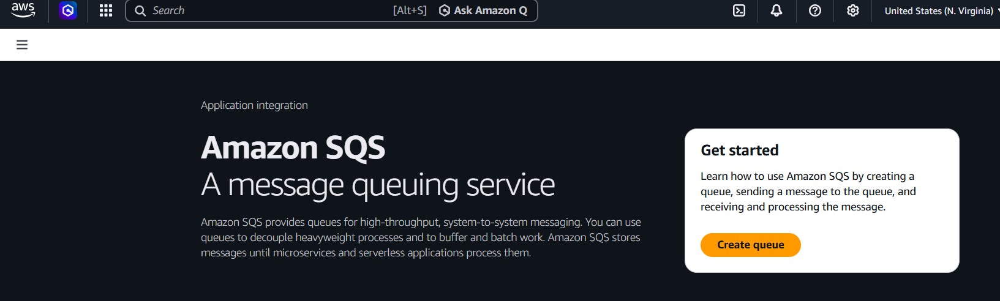 aws
Search [Alt+S] Ask Amazon Q
United States (N. Virginia)
Application integration
Amazon SQS
A message queuing service
Amazon SQS provides queues for high-throughput, system-to-system messaging. You can use
queues to decouple heavyweight processes and to buffer and batch work. Amazon SQS stores
messages until microservices and serverless applications process them.
Get started
Learn how to use Amazon SQS by creating a
queue, sending a message to the queue, and
receiving and processing the message.
Create queue